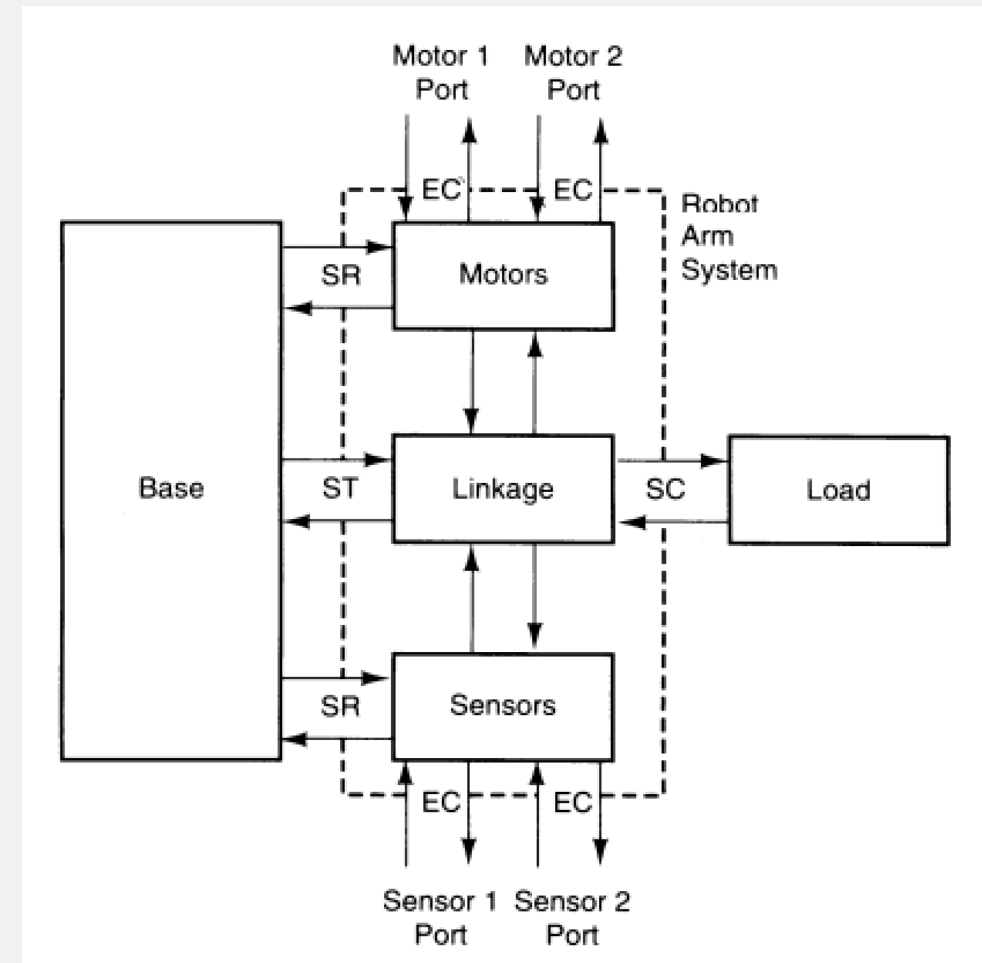 Motor 1
Port
Motor 2
Port
EC
EC
Robot
Arm
System
SR
Motors
Base
ST
Linkage
SC
Load
SR
Sensors
EC
EC
Sensor 1
Port
Sensor 2
Port